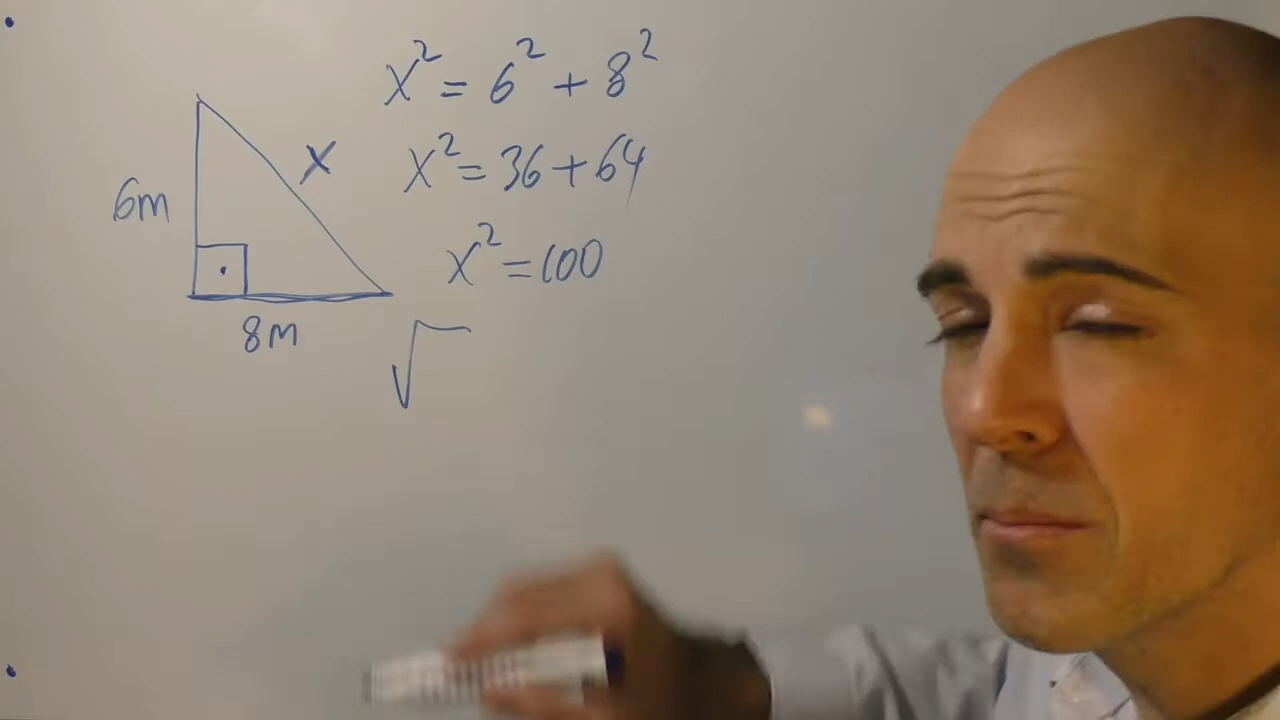 x² = 6² + 8²
x
x² = 36 + 64
6m
x² = 100
8m
√